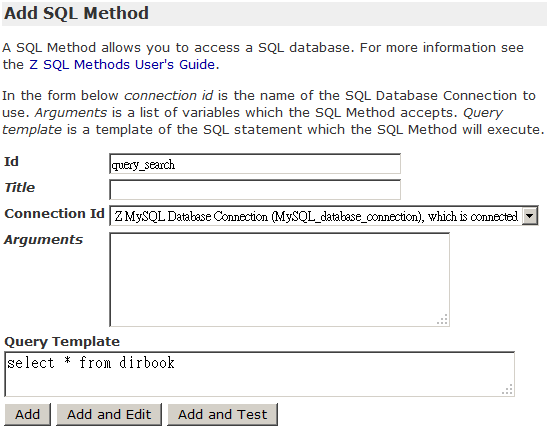 Add SQL Method
A SQL Method allows you to access a SQL database. For more information see
the Z SQL Methods User's Guide.
In the form below connection id is the name of the SQL Database Connection to
use. Arguments is a list of variables which the SQL Method accepts. Query
template is a template of the SQL statement which the SQL Method will execute.
Id query_search
Title
Connection Id Z MySQL Database Connection (MySQL_database_connection), which is connected
Arguments
Query Template
select * from dirbook
Add Add and Edit Add and Test